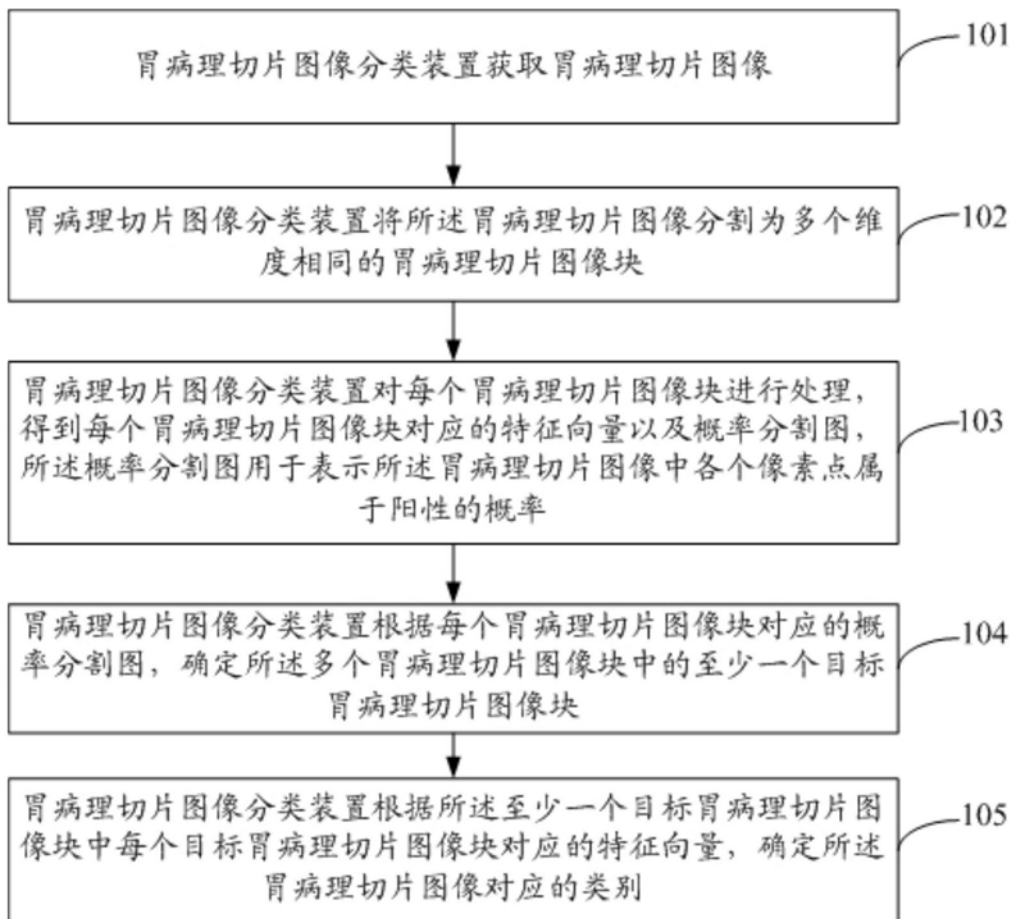 胃病理切片图像分类装置获取胃病理切片图像
101
胃病理切片图像分类装置将所述胃病理切片图像分割为多个维
度相同的胃病理切片图像块
102
胃病理切片图像分类装置对每个胃病理切片图像块进行处理，
得到每个胃病理切片图像块对应的特征向量以及概率分割图，
所述概率分割图用于表示所述胃病理切片图像中各个像素点属
于阳性的概率
103
胃病理切片图像分类装置根据每个胃病理切片图像块对应的概
率分割图，确定所述多个胃病理切片图像块中的至少一个目标
胃病理切片图像块
104
胃病理切片图像分类装置根据所述至少一个目标胃病理切片图
像块中每个目标胃病理切片图像块对应的特征向量，确定所述
胃病理切片图像对应的类别
105